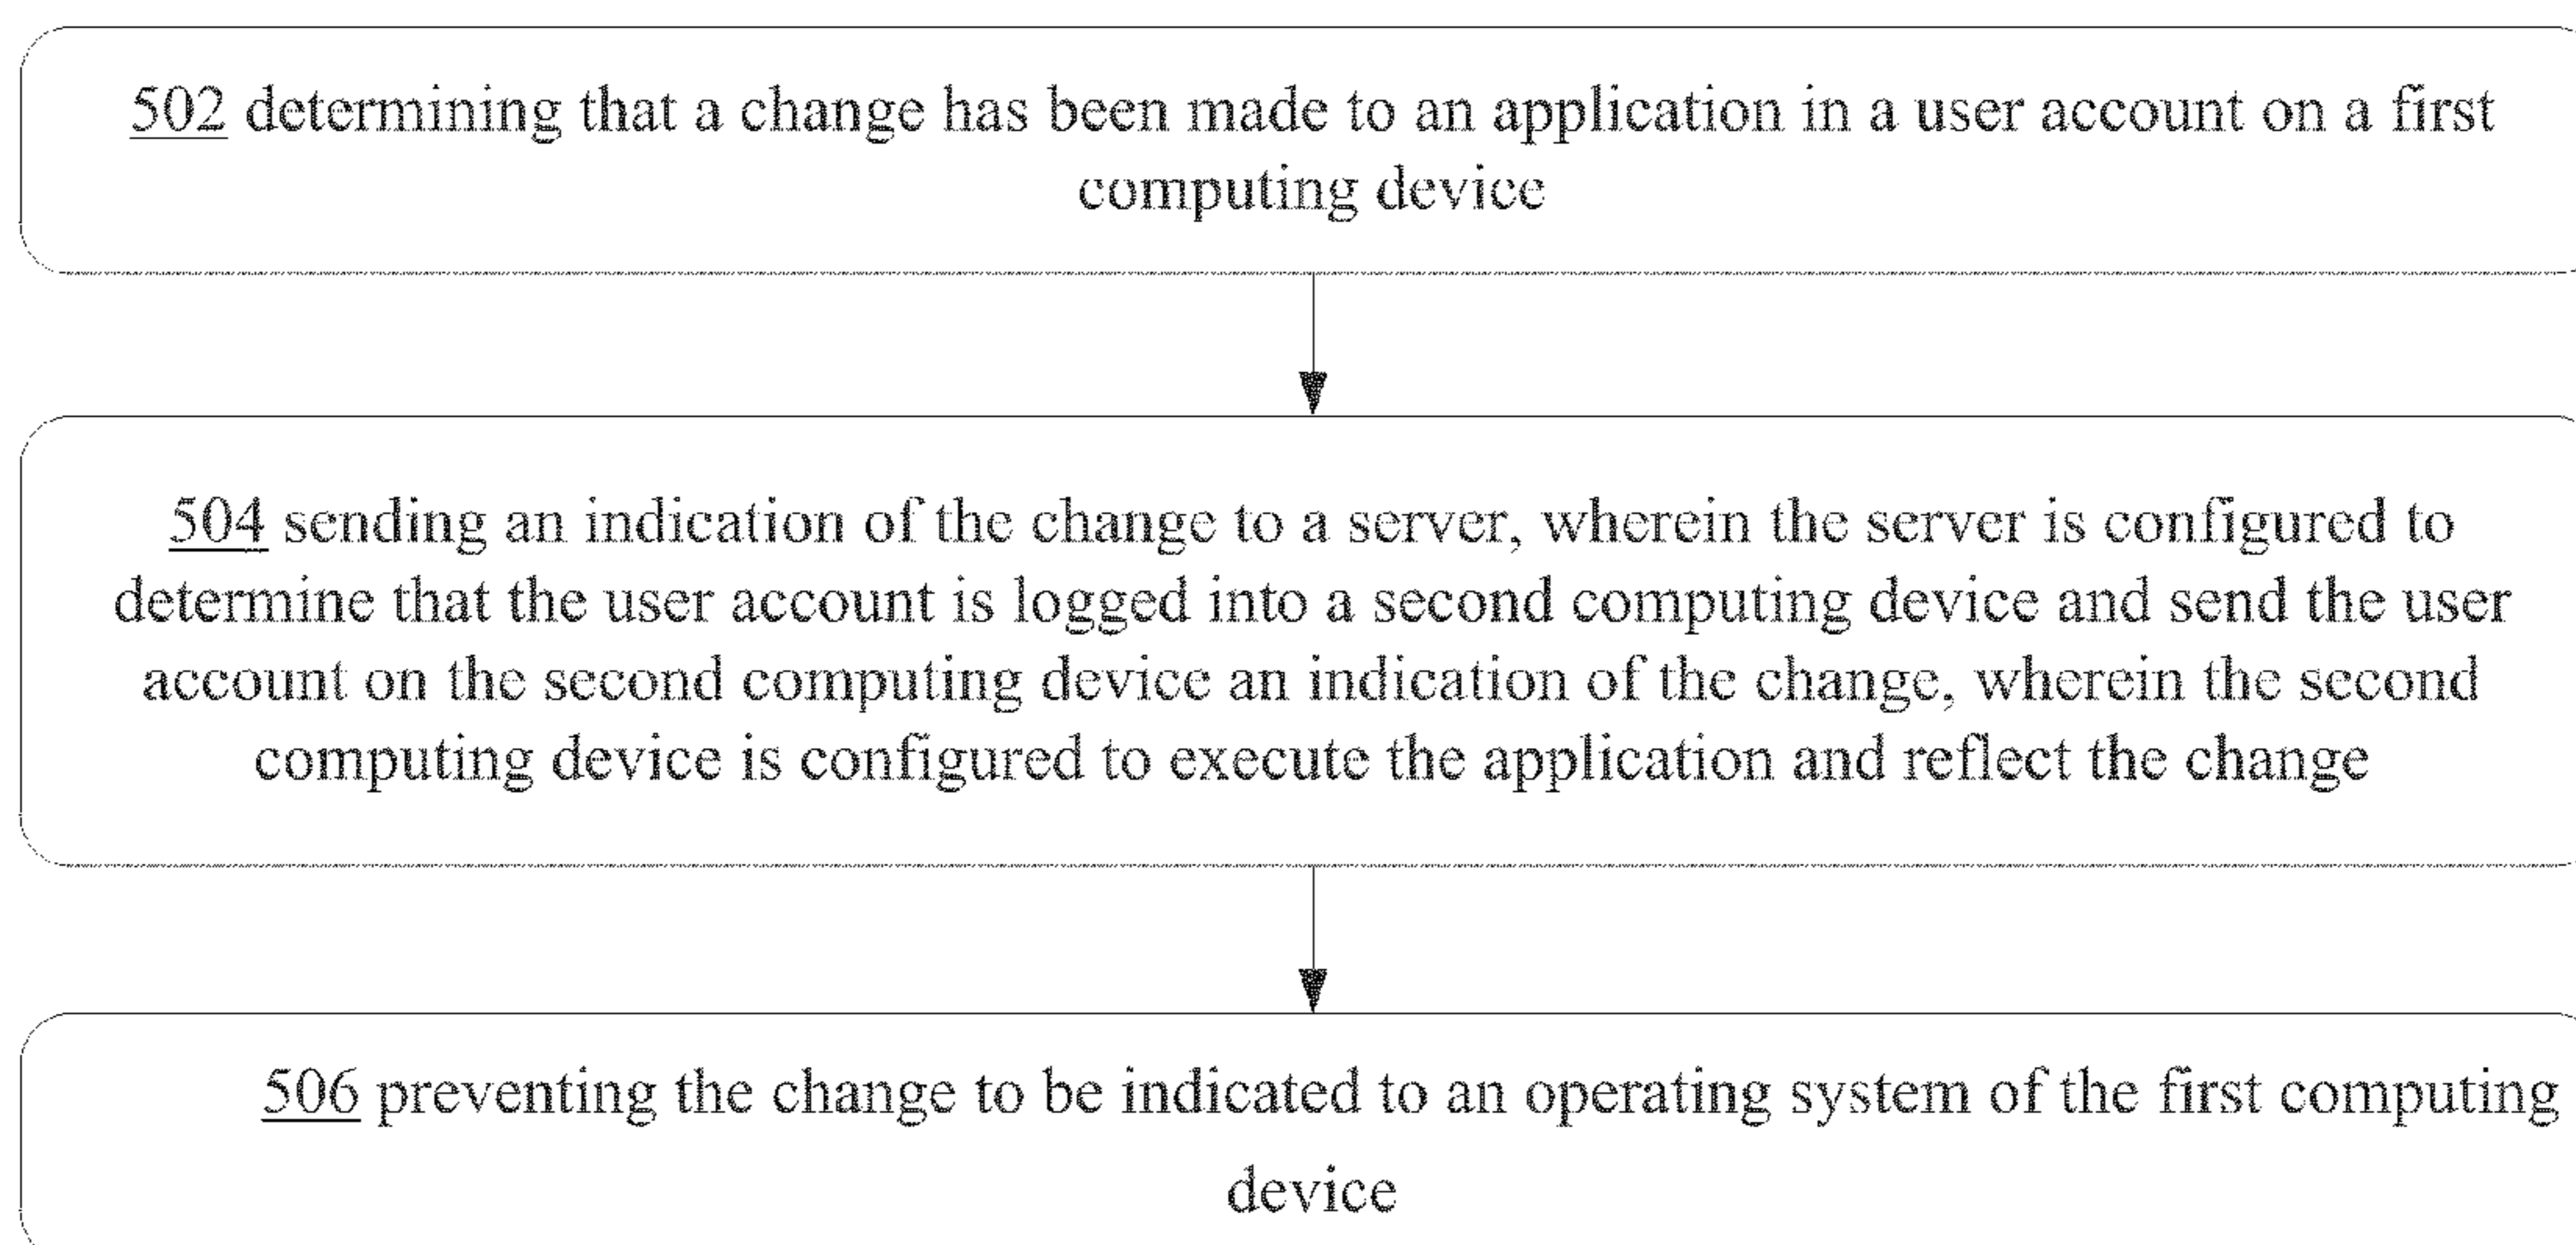 502 determining that a change has been made to an application in a user account on a first
computing device
504 sending an indication of the change to a server, wherein the server is configured to
determine that the user account is logged into a second computing device and send the user
account on the second computing device an indication of the change, wherein the second
computing device is configured to execute the application and reflect the change
506 preventing the change to be indicated to an operating system of the first computing
device